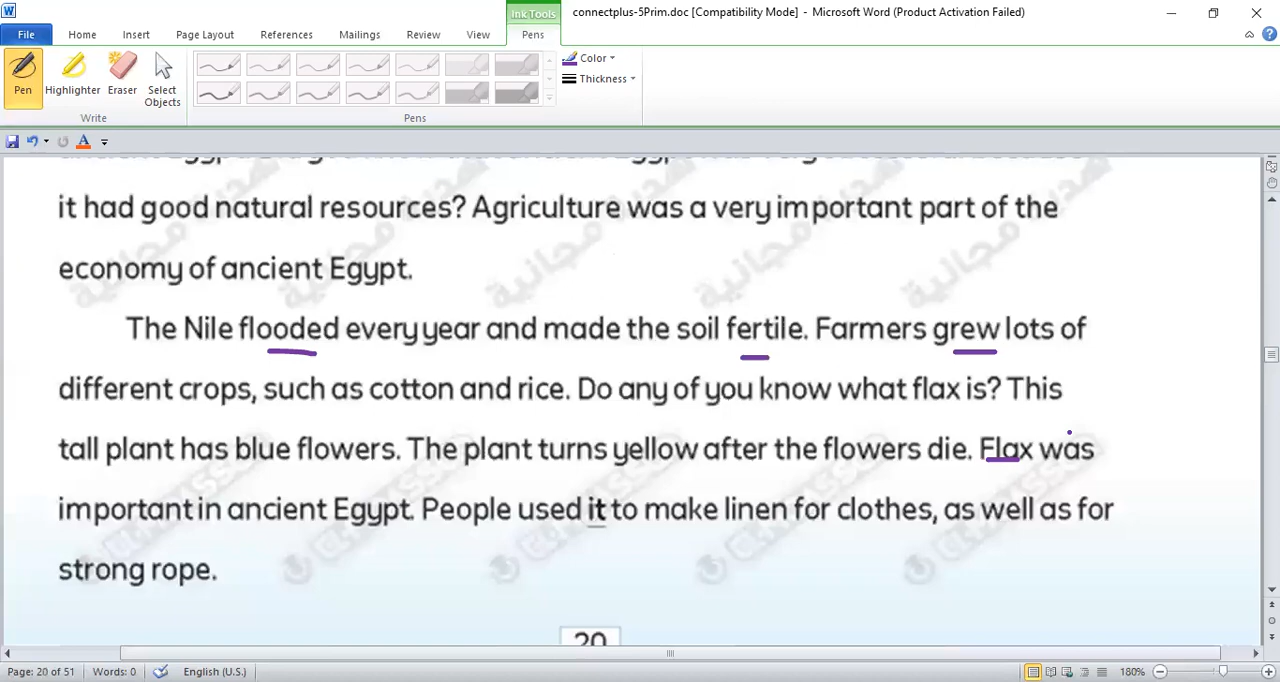 Ink Tools
connectplus-5Prim.doc [Compatibility Mode] - Microsoft Word (Product Activation Failed)
File Home Insert Page Layout References Mailings Review View Pens
Pen Highlighter Eraser Select Objects
Color
Thickness
Write Pens
it had good natural resources? Agriculture was a very important part of the
economy of ancient Egypt.
The Nile flooded every year and made the soil fertile. Farmers grew lots of
different crops, such as cotton and rice. Do any of you know what flax is? This
tall plant has blue flowers. The plant turns yellow after the flowers die. Flax was
important in ancient Egypt. People used it to make linen for clothes, as well as for
strong rope.
20
Page: 20 of 51 Words: 0 English (U.S.) 180%